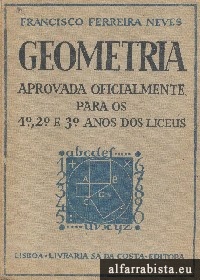 FRANCISCO FERREIRA NEVES
GEOMETRIA
APROVADA OFICIALMENTE
PARA OS
1º, 2º E 3º ANOS DOS LICEUS
abcdef
LISBOA - LIVRARIA SÁ DA COSTA - EDITORA
alfarrabista.eu